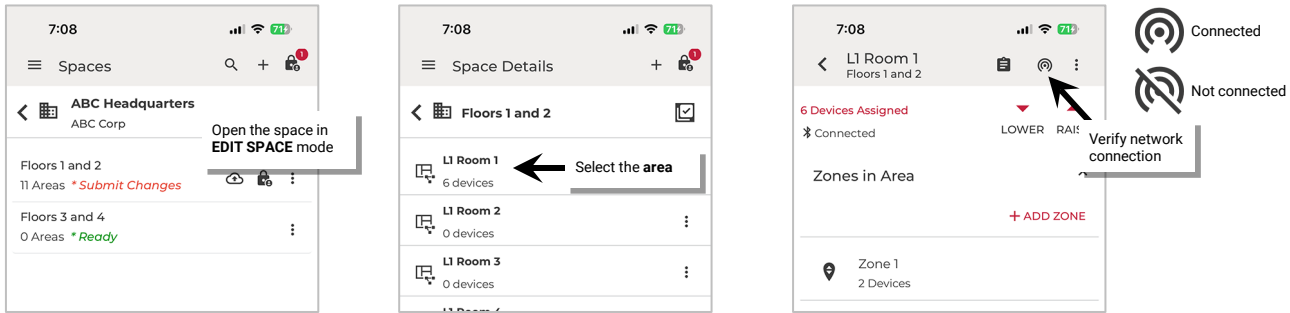 7:08
71
Spaces
1
ABC Headquarters
ABC Corp
Open the space in
EDIT SPACE mode
Floors 1 and 2
11 Areas * Submit Changes
Floors 3 and 4
0 Areas * Ready
7:08
71
Space Details
1
Floors 1 and 2
L1 Room 1
6 devices
Select the area
L1 Room 2
0 devices
L1 Room 3
0 devices
7:08
71
L1 Room 1
Floors 1 and 2
6 Devices Assigned
Connected
LOWER RAIS
Verify network
connection
Zones in Area
+ ADD ZONE
Zone 1
2 Devices
Connected
Not connected